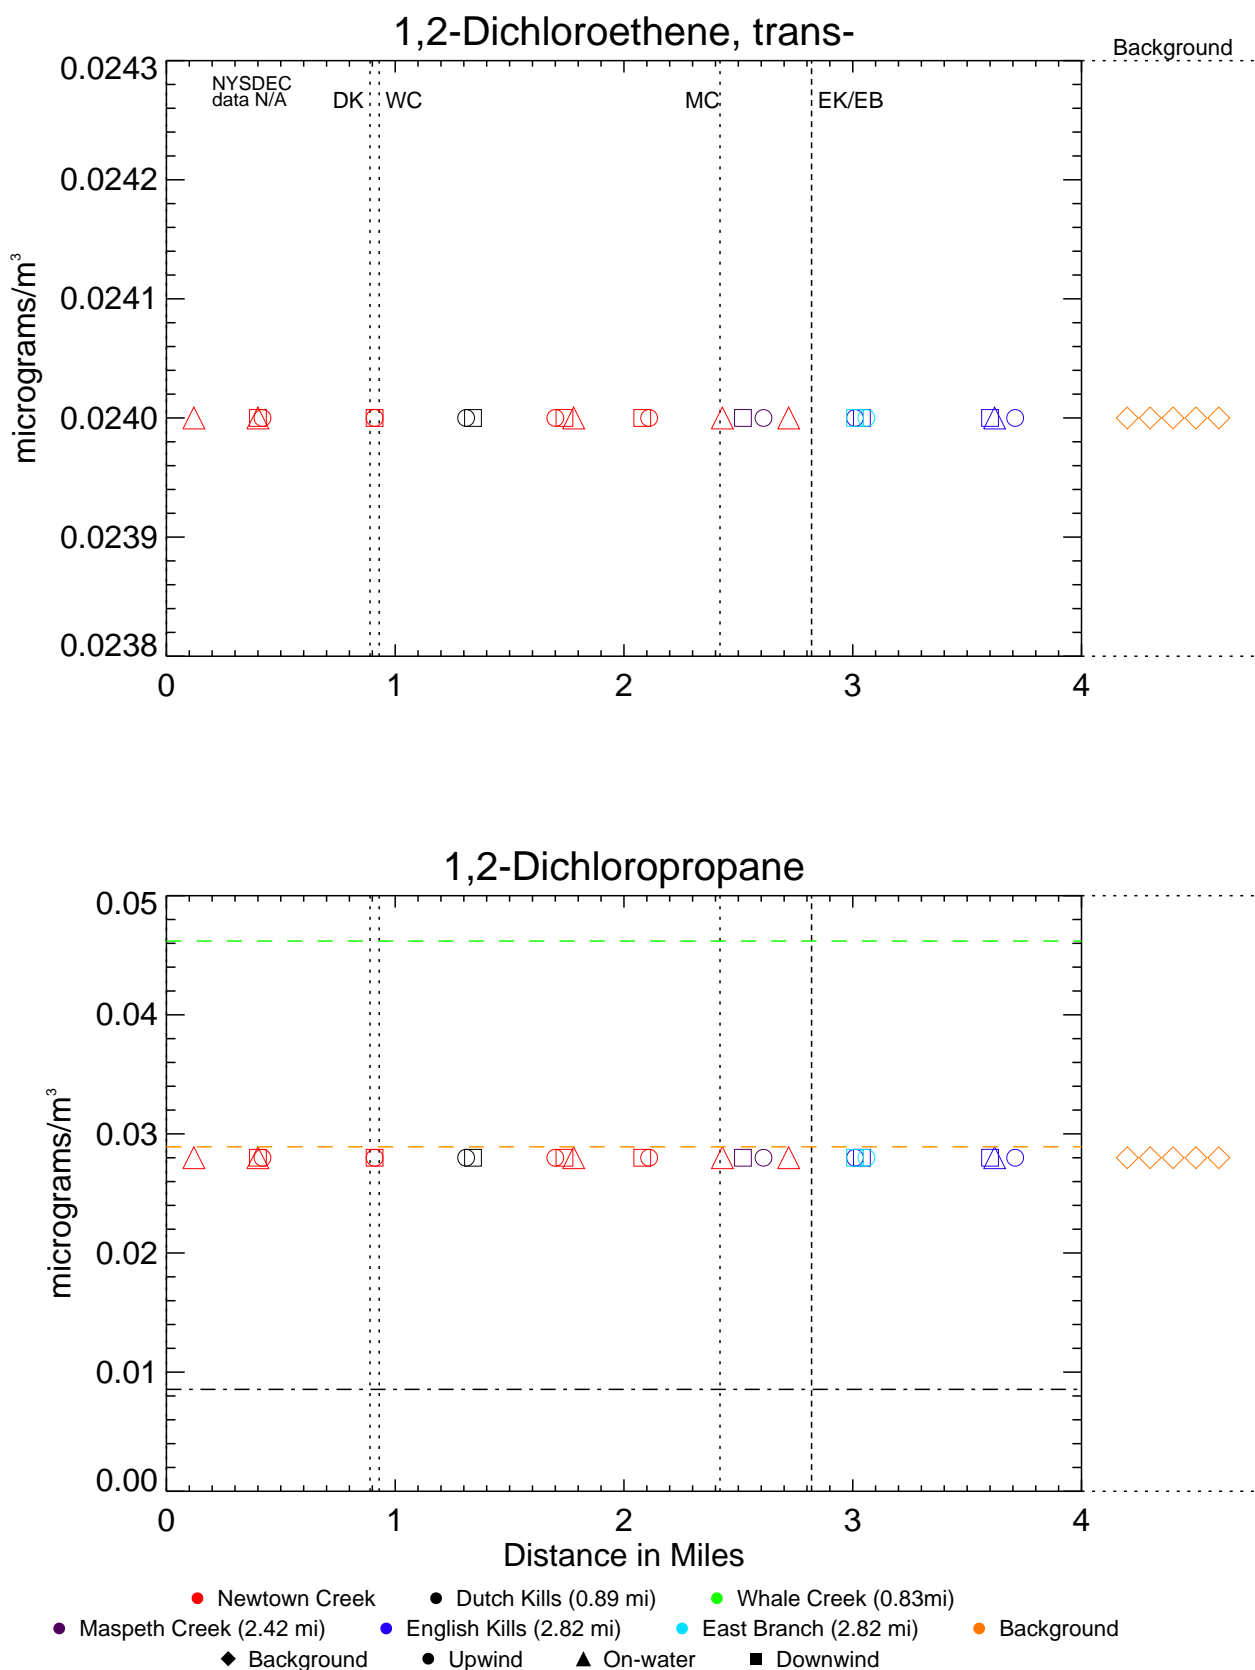 1,2-Dichloroethene, trans-
Background
NYSDEC
data N/A
DK
WC
MC
EK/EB
0.0243
0.0242
0.0241
0.0240
0.0239
0.0238
micrograms/m³
0 1 2 3 4
1,2-Dichloropropane
0.05
0.04
0.03
0.02
0.01
0.00
micrograms/m³
0 1 2 3 4
Distance in Miles
Newtown Creek Dutch Kills (0.89 mi) Whale Creek (0.83mi)
Maspeth Creek (2.42 mi) English Kills (2.82 mi) East Branch (2.82 mi) Background
Background Upwind On-water Downwind